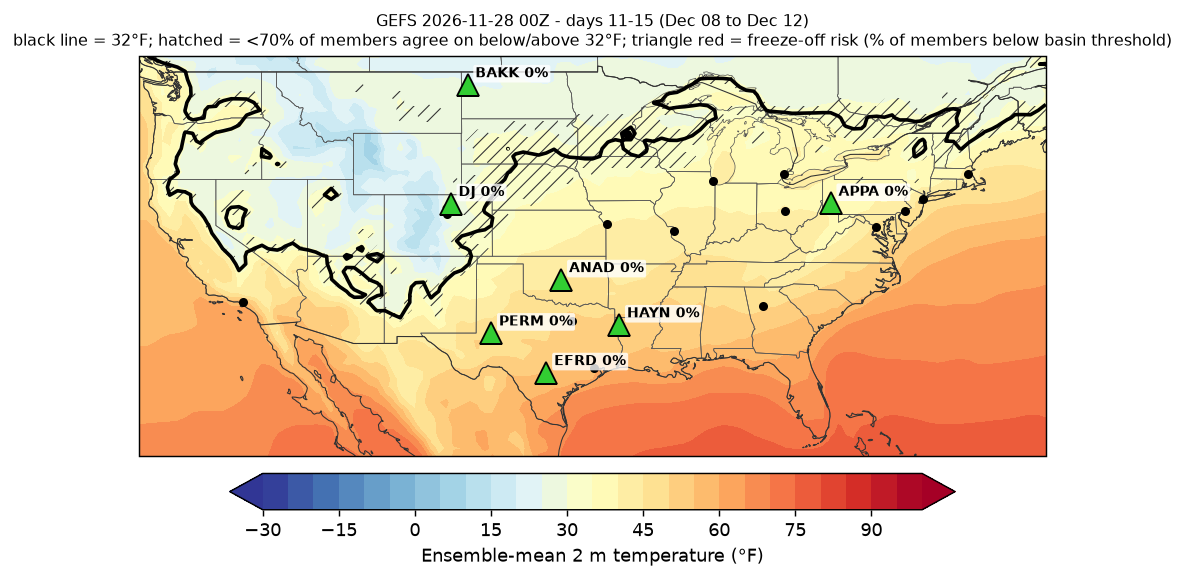 GEFS 2026-11-28 00Z - days 11-15 (Dec 08 to Dec 12)
black line = 32°F; hatched = <70% of members agree on below/above 32°F; triangle red = freeze-off risk (% of members below basin threshold)
BAKK 0%
DJ 0%
APPA 0%
ANAD 0%
HAYN 0%
PERM 0%
EFRD 0%
−30 −15 0 15 30 45 60 75 90
Ensemble-mean 2 m temperature (°F)